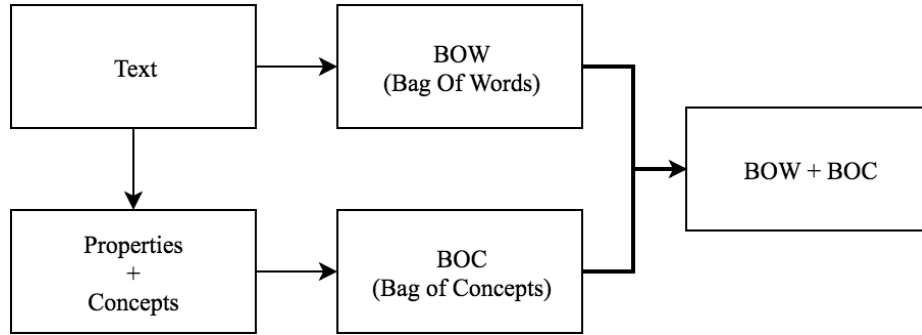 Text
BOW
(Bag Of Words)
BOW + BOC
Properties
+
Concepts
BOC
(Bag of Concepts)